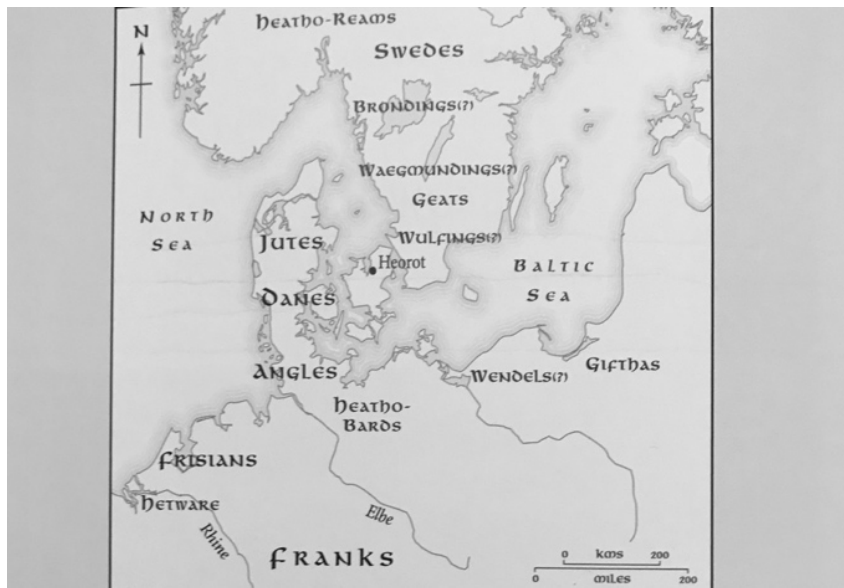 Heatho-Reams
N
Swedes
Brondings(?)
Waegmundings(?)
Geats
North
Sea
Jutes
Wulfings(?)
Heorot
Baltic
Sea
Danes
Angles
Wendels(?)
Gifthas
Heatho-
Bards
Frisians
Hetware
Rhine
Elbe
Franks
0 kms 200
0 miles 200